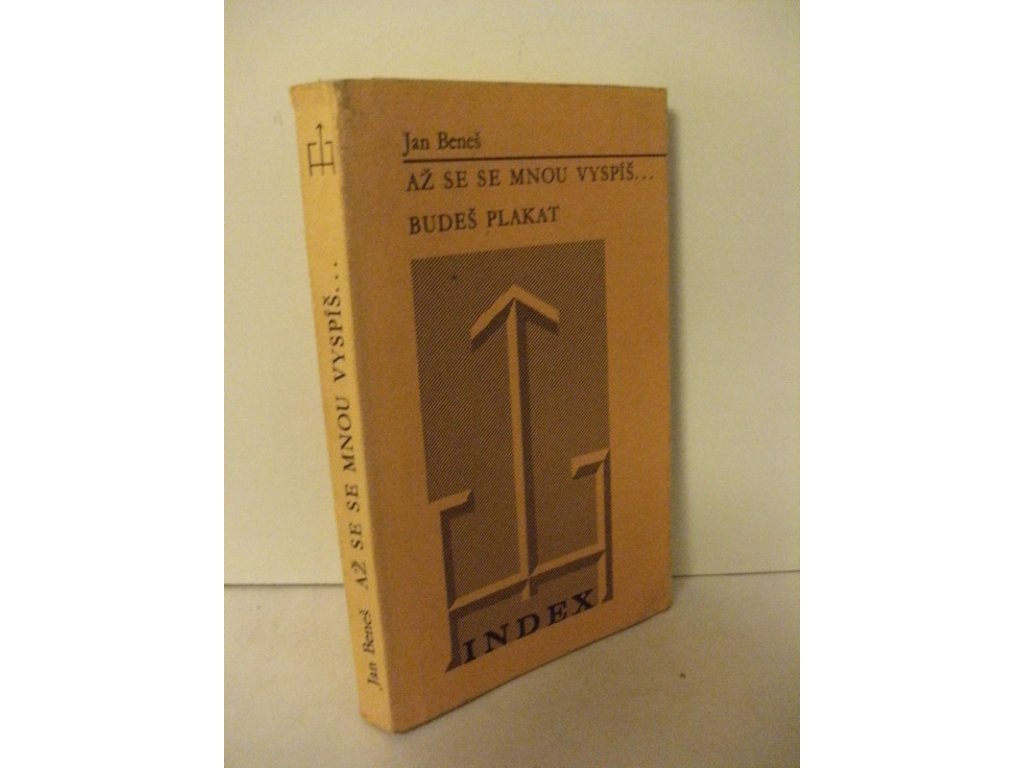 Jan Beneš
AŽ SE SE MNOU VYSPÍŠ...
BUDEŠ PLAKAT
INDEX
Jan Beneš AŽ SE SE MNOU VYSPÍŠ...